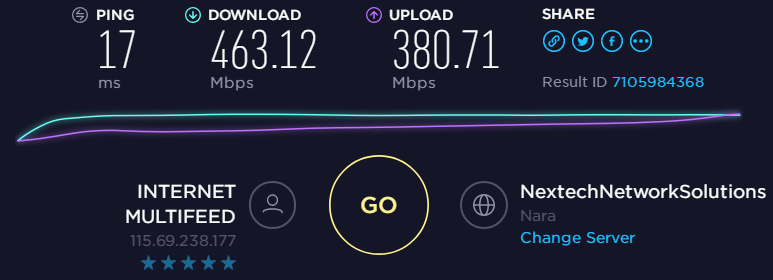 PING
17
ms
DOWNLOAD
463.12
Mbps
UPLOAD
380.71
Mbps
SHARE
Result ID 7105984368
INTERNET
MULTIFEED
115.69.238.177
GO
NextechNetworkSolutions
Nara
Change Server